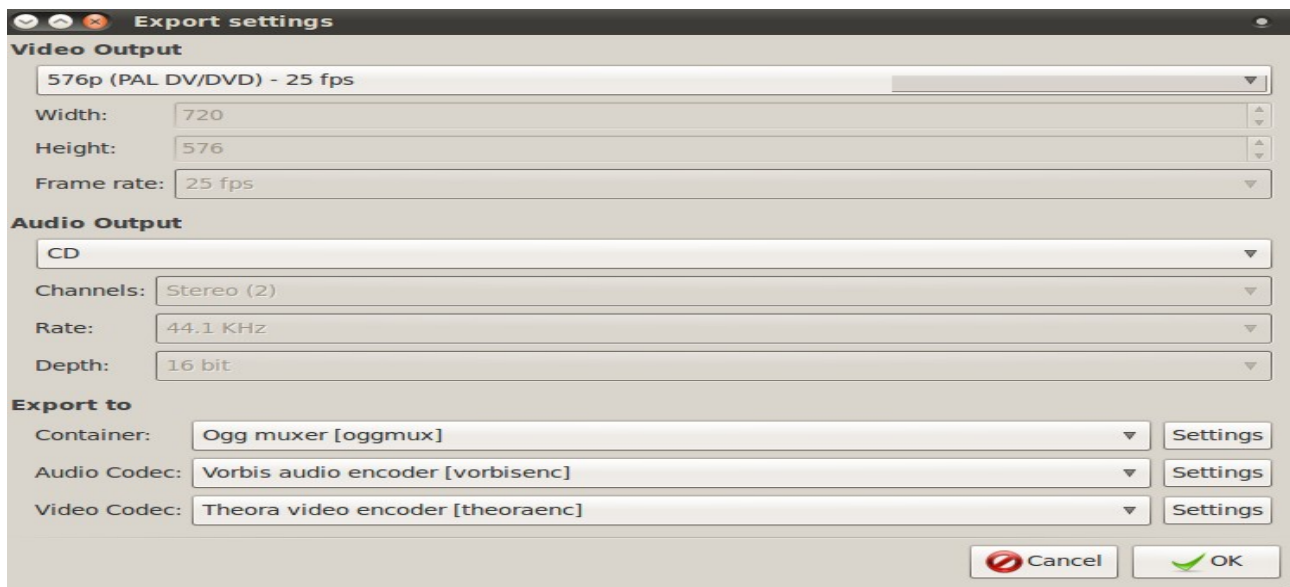 Export settings
Video Output
576p (PAL DV/DVD) - 25 fps
Width: 720
Height: 576
Frame rate: 25 fps
Audio Output
CD
Channels: Stereo (2)
Rate: 44.1 KHz
Depth: 16 bit
Export to
Container: Ogg muxer [oggmux] Settings
Audio Codec: Vorbis audio encoder [vorbisenc] Settings
Video Codec: Theora video encoder [theoraenc] Settings
Cancel OK